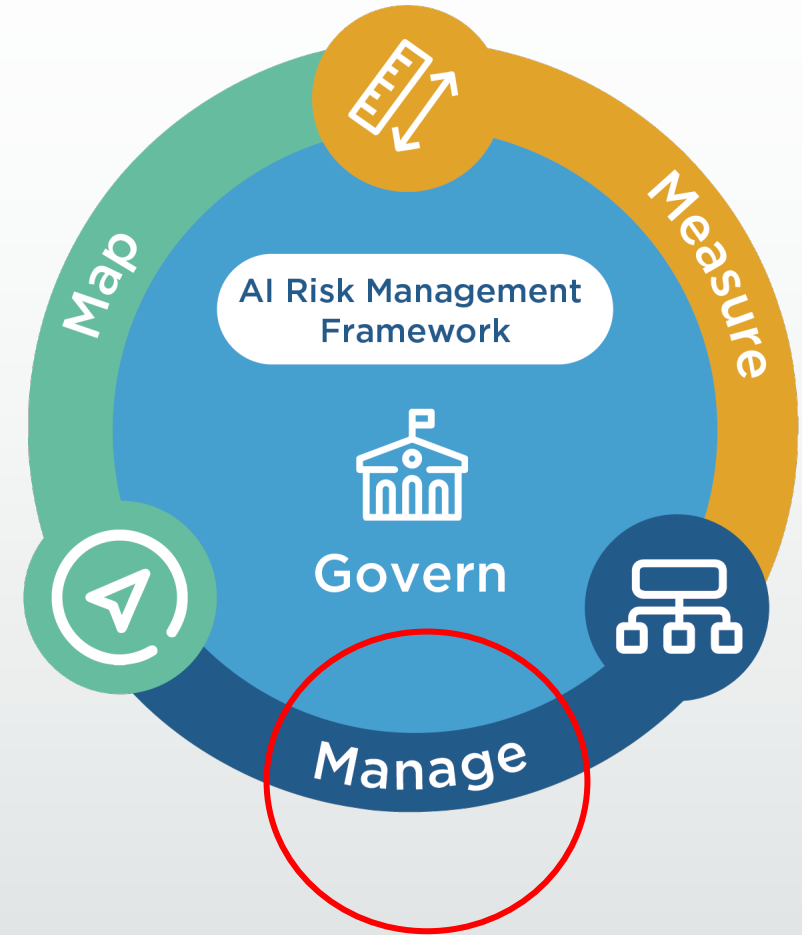 Map
Measure
AI Risk Management
Framework
Govern
Manage